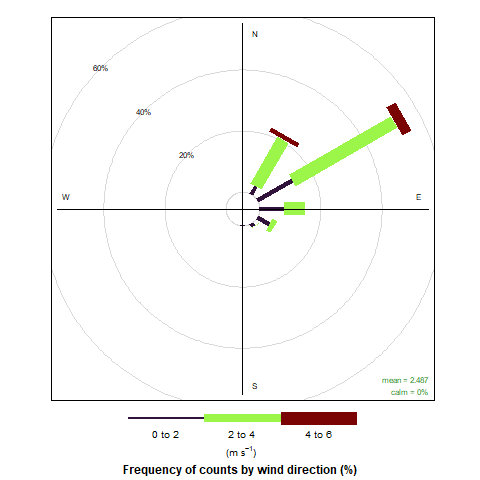 N
60%
40%
20%
W
E
S
mean = 2.487
calm = 0%
0 to 2
2 to 4
4 to 6
(m s⁻¹)
Frequency of counts by wind direction (%)